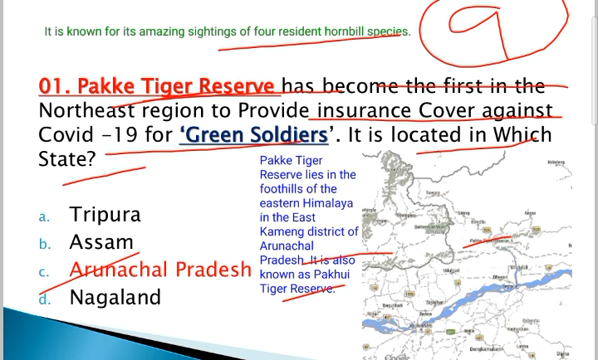 It is known for its amazing sightings of four resident hornbill species.
01. Pakke Tiger Reserve has become the first in the
Northeast region to Provide insurance Cover against
Covid -19 for ‘Green Soldiers’. It is located in Which
State?
a. Tripura
b. Assam
c. Arunachal Pradesh
d. Nagaland
Pakke Tiger
Reserve lies in the
foothills of the
eastern Himalaya
in the East
Kameng district of
Arunachal
Pradesh. It is also
known as Pakhui
Tiger Reserve.
Google